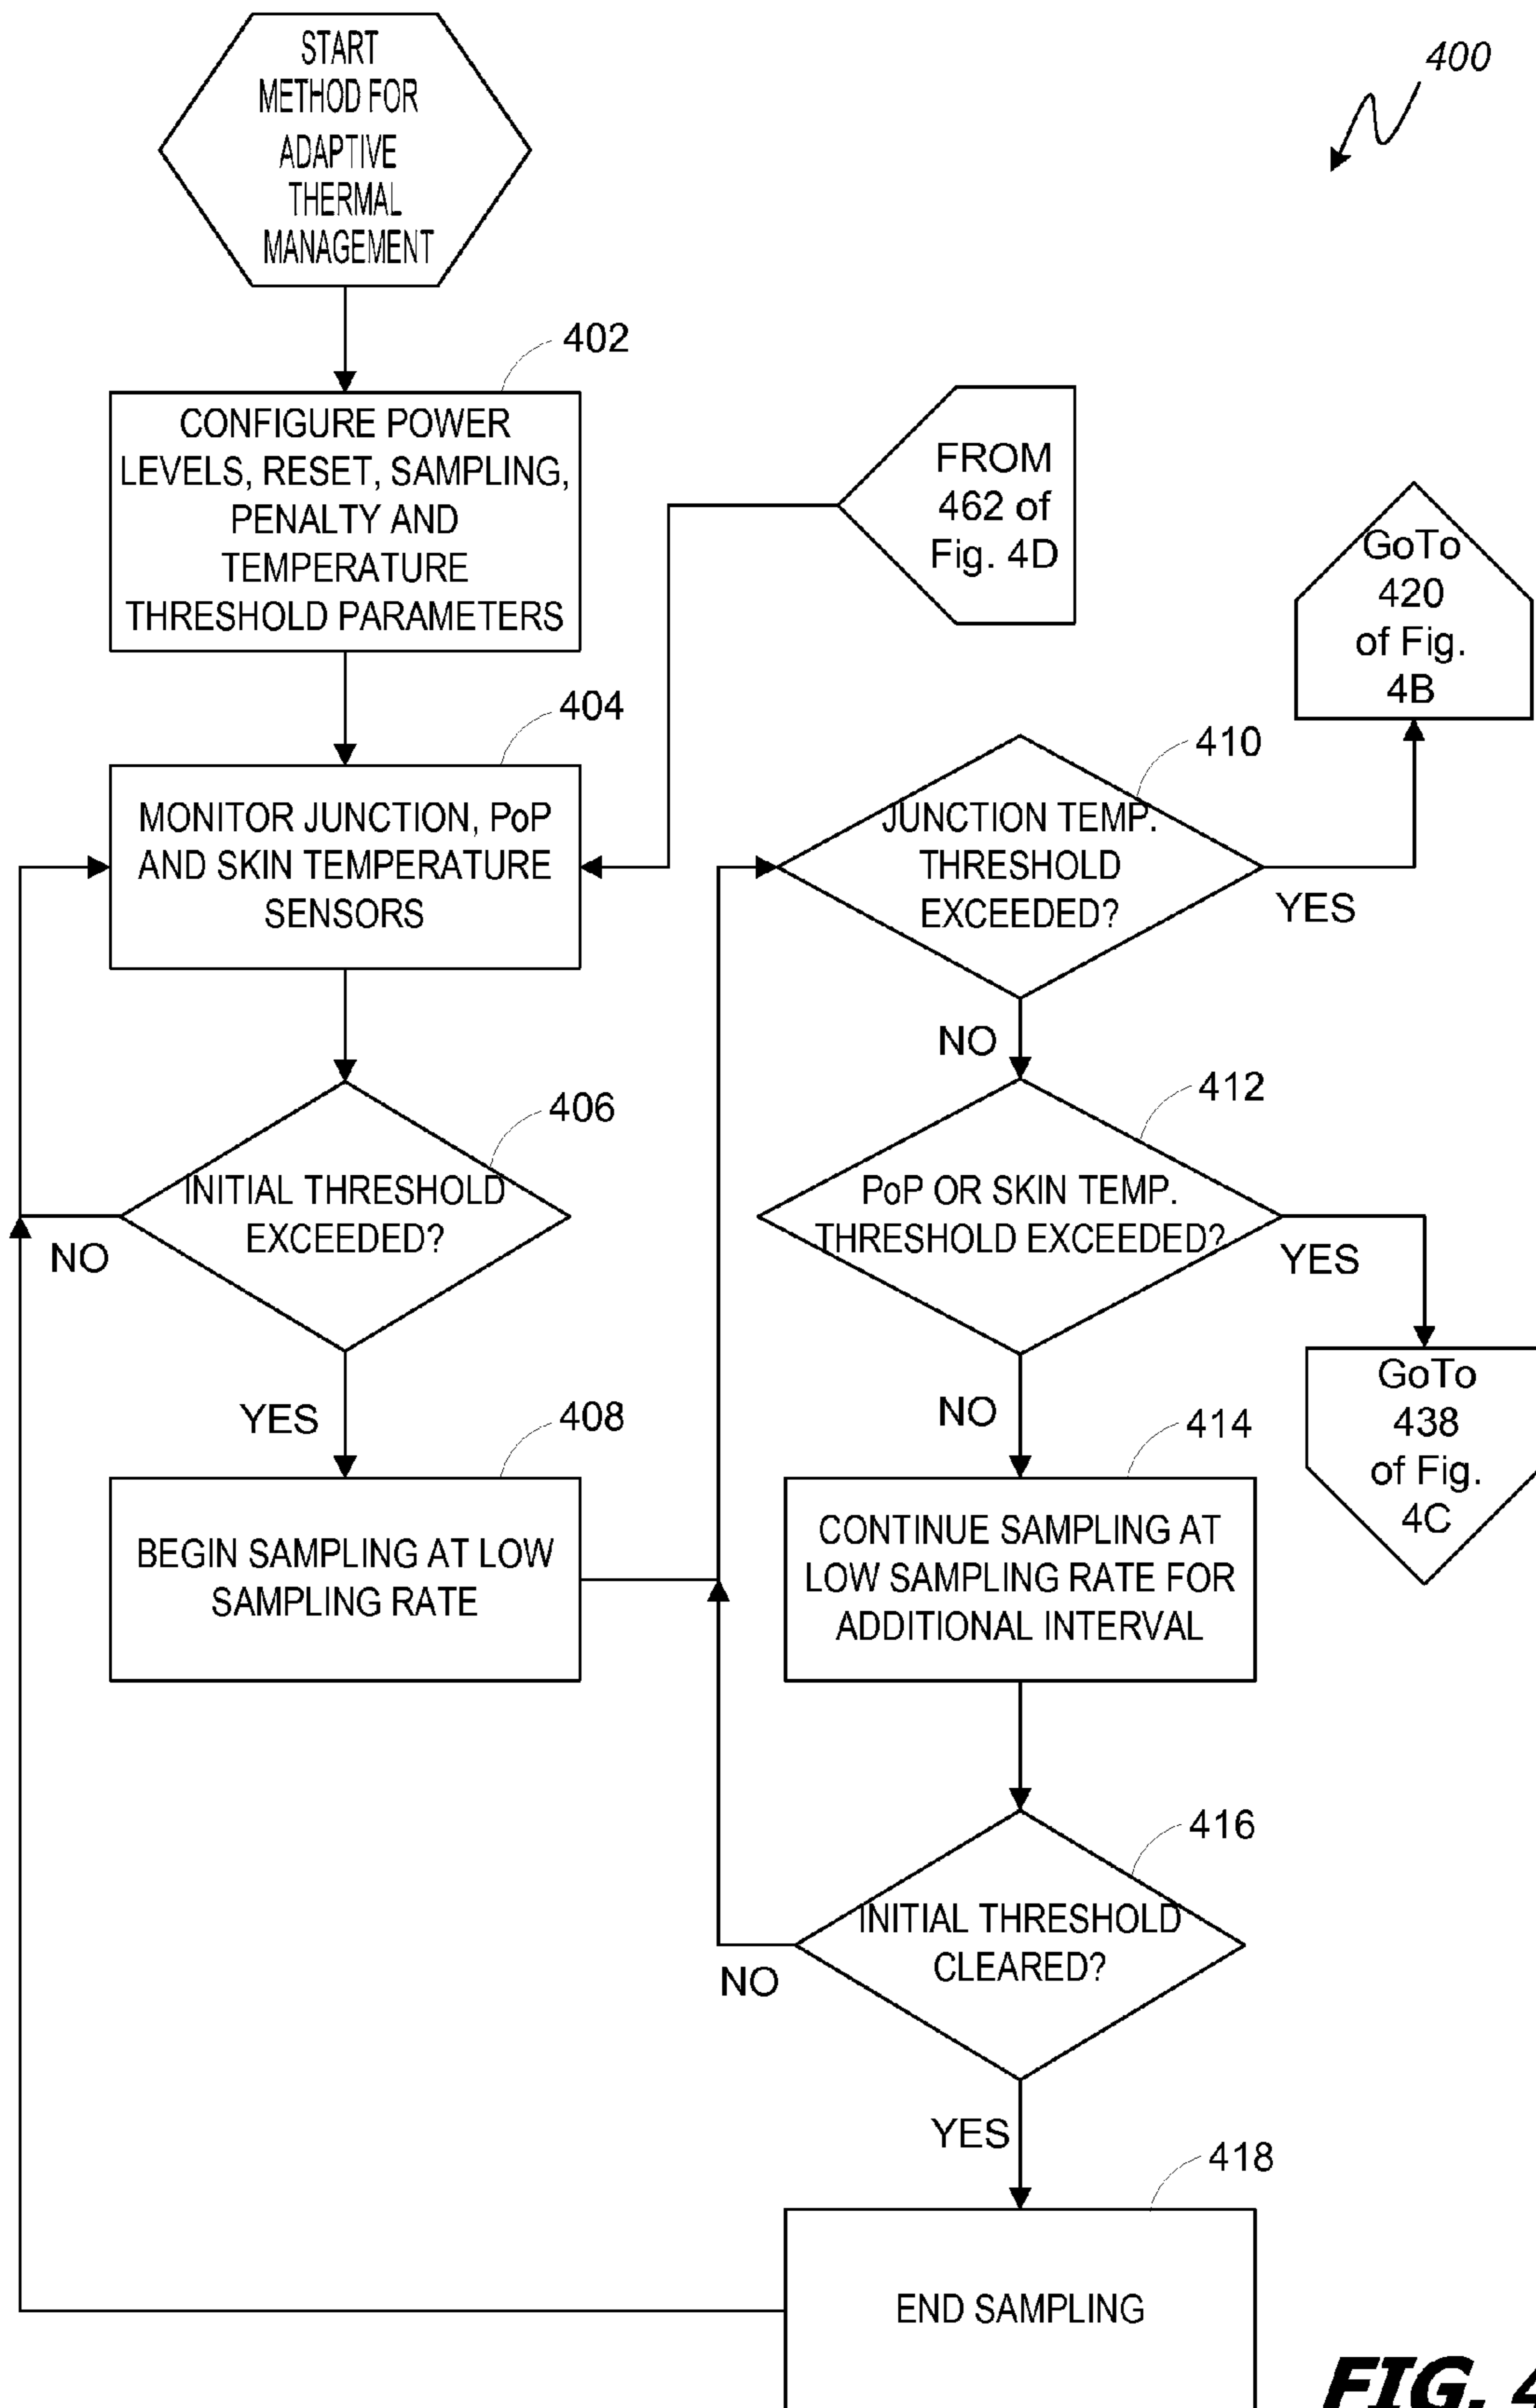 START
METHOD FOR
ADAPTIVE
THERMAL
MANAGEMENT
400
402
CONFIGURE POWER
LEVELS, RESET, SAMPLING,
PENALTY AND
TEMPERATURE
THRESHOLD PARAMETERS
FROM
462 of
Fig. 4D
GoTo
420
of Fig.
4B
404
MONITOR JUNCTION, PoP
AND SKIN TEMPERATURE
SENSORS
410
JUNCTION TEMP.
THRESHOLD
EXCEEDED?
YES
NO
406
INITIAL THRESHOLD
EXCEEDED?
NO
YES
412
PoP OR SKIN TEMP.
THRESHOLD EXCEEDED?
YES
NO
GoTo
438
of Fig.
4C
408
BEGIN SAMPLING AT LOW
SAMPLING RATE
414
CONTINUE SAMPLING AT
LOW SAMPLING RATE FOR
ADDITIONAL INTERVAL
416
INITIAL THRESHOLD
CLEARED?
NO
YES
418
END SAMPLING
FIG. 4